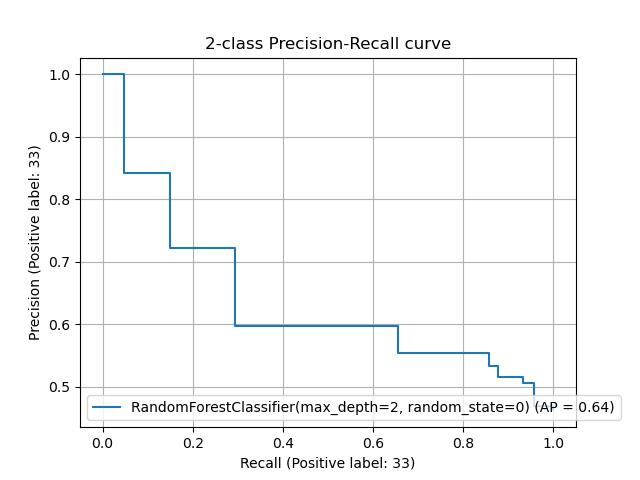 2-class Precision-Recall curve
1.0
0.9
0.8
0.7
0.6
0.5
Precision (Positive label: 33)
RandomForestClassifier(max_depth=2, random_state=0) (AP = 0.64)
0.0 0.2 0.4 0.6 0.8 1.0
Recall (Positive label: 33)